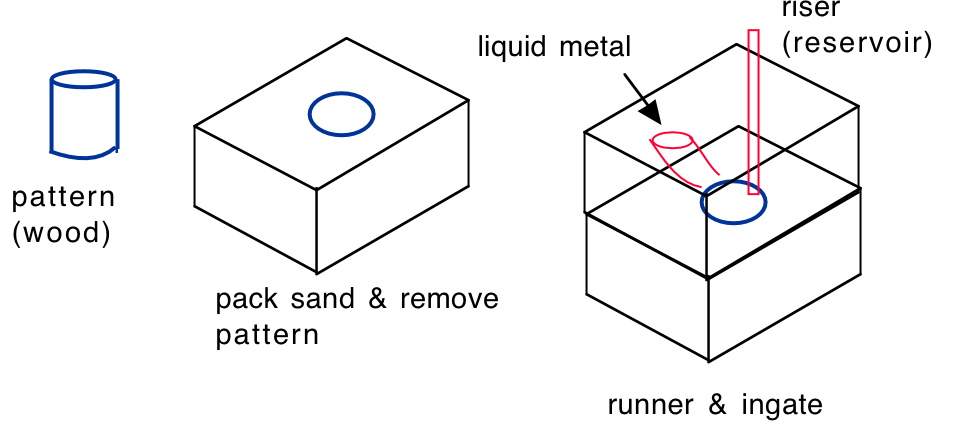 pattern
(wood)
pack sand & remove
pattern
liquid metal
riser
(reservoir)
runner & ingate